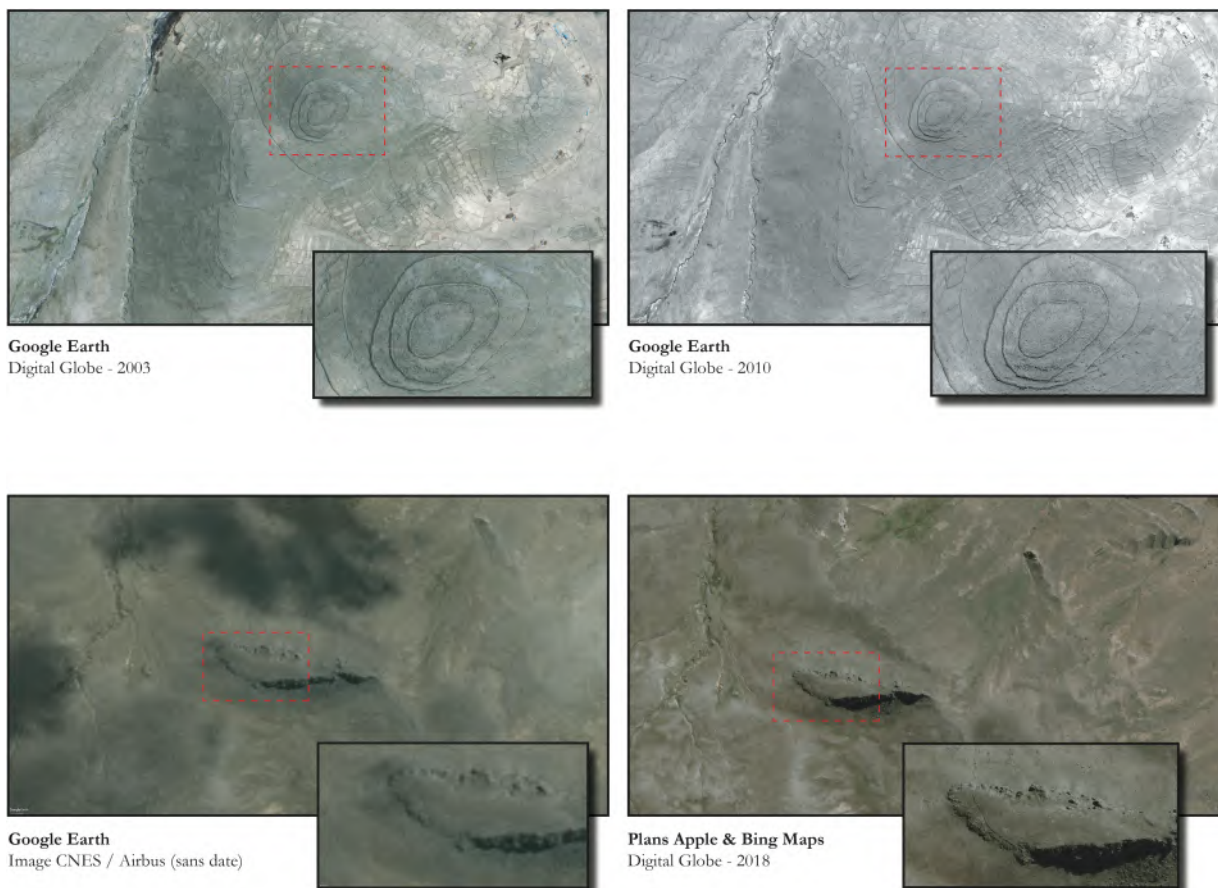 Google Earth
Digital Globe - 2003
Google Earth
Digital Globe - 2010
Google Earth
Image CNES / Airbus (sans date)
Plans Apple & Bing Maps
Digital Globe - 2018